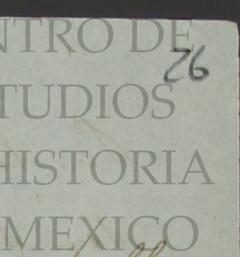 NTRO DE
26
TUDIOS
HISTORIA
MEXICO